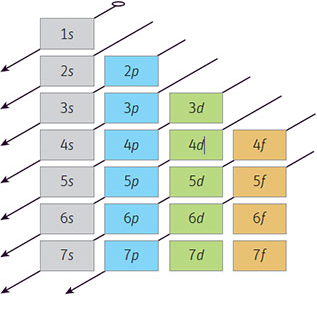 1s
2s 2p
3s 3p 3d
4s 4p 4d 4f
5s 5p 5d 5f
6s 6p 6d 6f
7s 7p 7d 7f